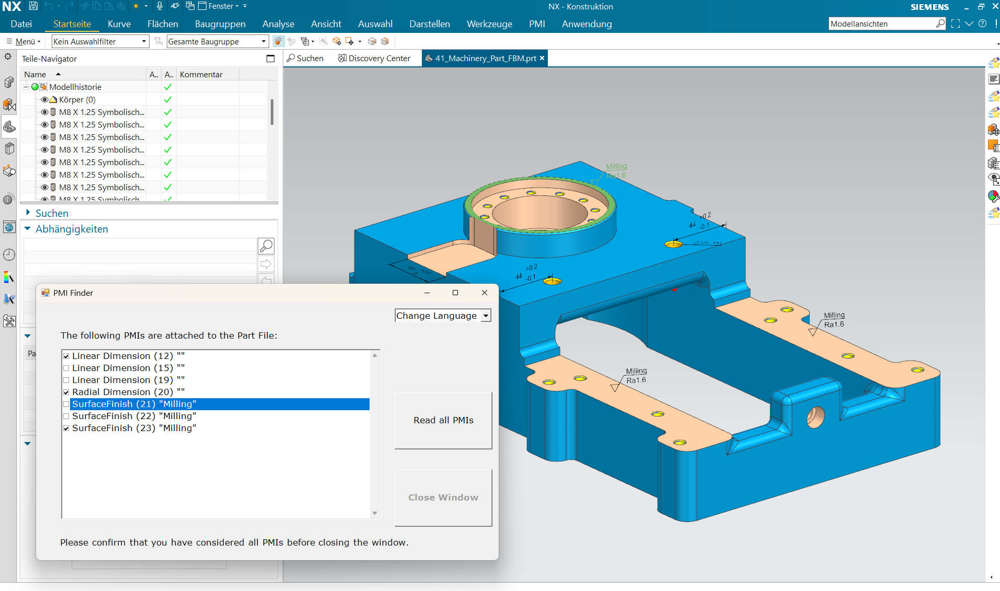 NX
Fenster
NX - Konstruktion
SIEMENS
Datei
Startseite
Kurve
Flächen
Baugruppen
Analyse
Ansicht
Auswahl
Darstellen
Werkzeuge
PMI
Anwendung
Modellansichten
Menü
Kein Auswahlfilter
Gesamte Baugruppe
Teile-Navigator
Suchen
Discovery Center
41_Machinery_Part_FBM.prt
Name
A..
A..
Kommentar
Modellhistorie
Körper (0)
M8 X 1.25 Symbolisch...
M8 X 1.25 Symbolisch...
M8 X 1.25 Symbolisch...
M8 X 1.25 Symbolisch...
M8 X 1.25 Symbolisch...
M8 X 1.25 Symbolisch...
M8 X 1.25 Symbolisch...
M8 X 1.25 Symbolisch
Suchen
Abhängigkeiten
Pa
PMI Finder
Change Language
The following PMIs are attached to the Part File:
Linear Dimension (12) ""
Linear Dimension (15) ""
Linear Dimension (19) ""
Radial Dimension (20) ""
SurfaceFinish (21) "Milling"
SurfaceFinish (22) "Milling"
SurfaceFinish (23) "Milling"
Read all PMIs
Close Window
Please confirm that you have considered all PMIs before closing the window.
Milling
Ra1.6
44 +0.2
-0.1
44 +0.2
-0.1
Milling
Ra1.6
Milling
Ra1.6